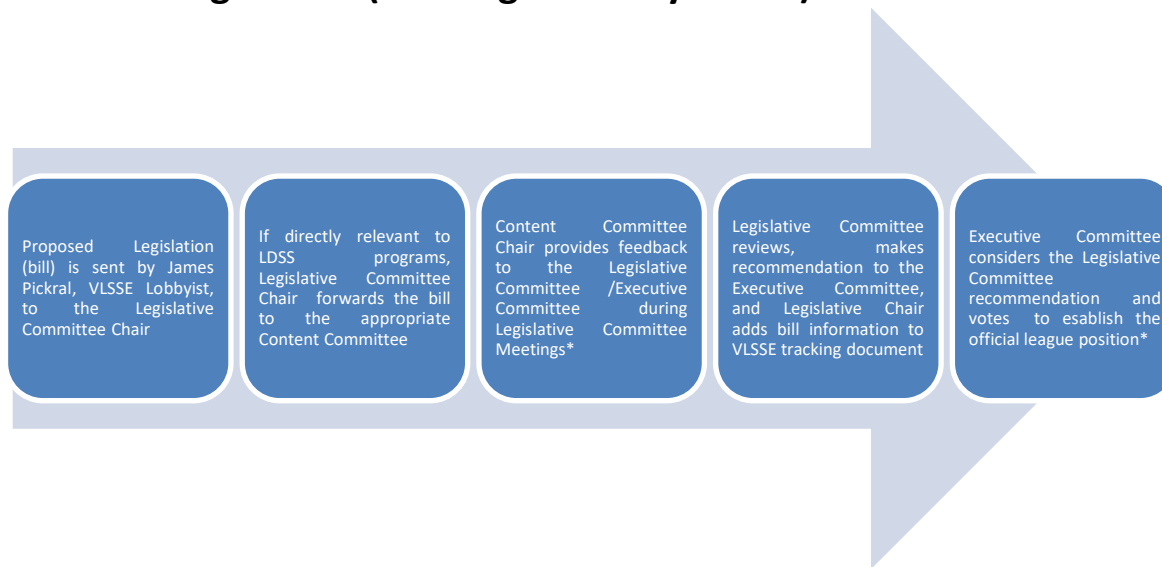 Proposed Legislation
(bill) is sent by James
Pickral, VLSSE Lobbyist,
to the Legislative
Committee Chair
If directly relevant to
LDSS programs,
Legislative Committee
Chair forwards the bill
to the appropriate
Content Committee
Content Committee
Chair provides feedback
to the Legislative
Committee /Executive
Committee during
Legislative Committee
Meetings*
Legislative Committee
reviews, makes
recommendation to the
Executive Committee,
and Legislative Chair
adds bill information to
VLSSE tracking document
Executive Committee
considers the Legislative
Committee
recommendation and
votes to esablish the
official league position*